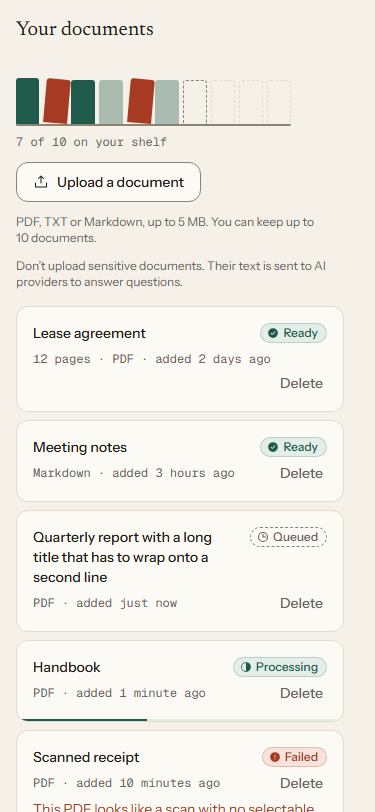 Your documents
7 of 10 on your shelf
Upload a document
PDF, TXT or Markdown, up to 5 MB. You can keep up to
10 documents.
Don't upload sensitive documents. Their text is sent to AI
providers to answer questions.
Lease agreement
Ready
12 pages · PDF · added 2 days ago
Delete
Meeting notes
Ready
Markdown · added 3 hours ago
Delete
Quarterly report with a long
title that has to wrap onto a
second line
Queued
PDF · added just now
Delete
Handbook
Processing
PDF · added 1 minute ago
Delete
Scanned receipt
Failed
PDF · added 10 minutes ago
Delete
This PDF looks like a scan with no selectable